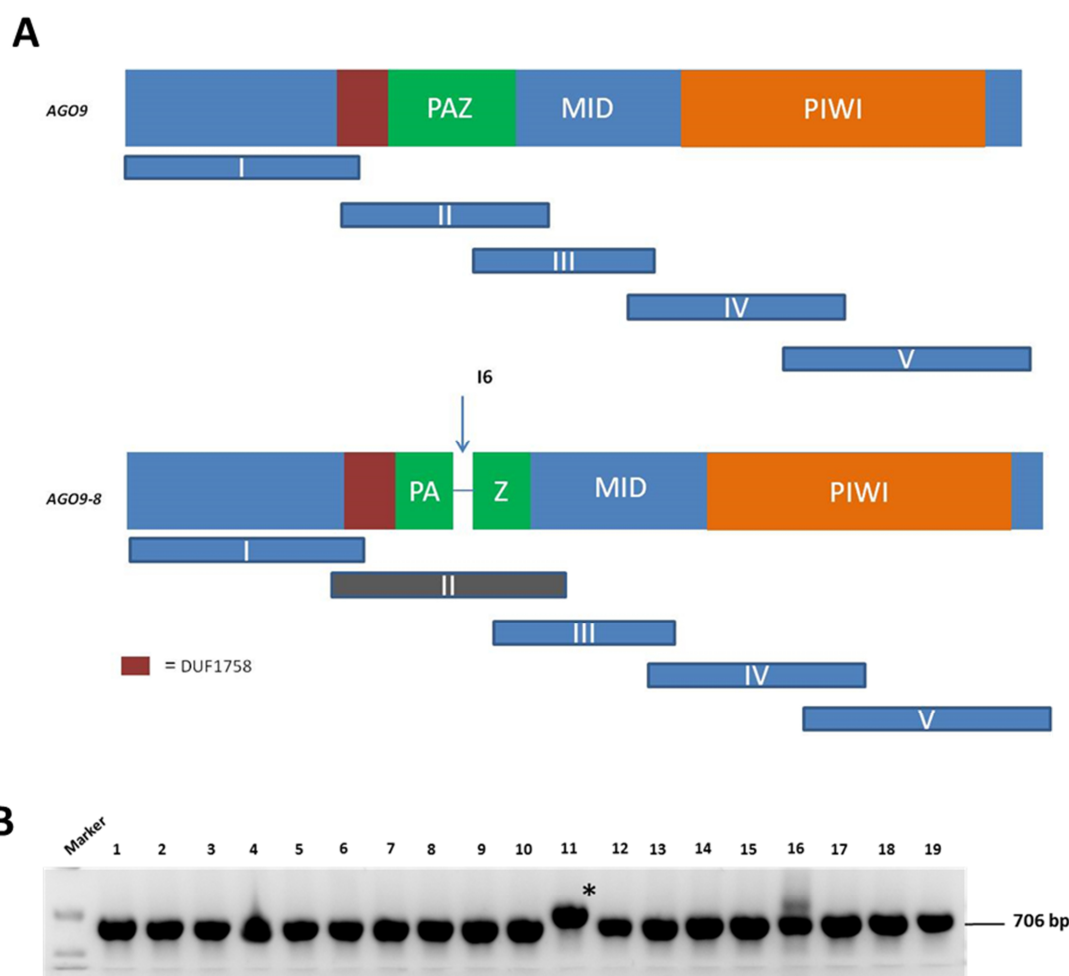 A
AGO9
PAZ MID PIWI
I
II
III
IV
V
I6
AGO9-8
PA Z MID PIWI
I
II
III
= DUF1758
IV
V
B
Marker 1 2 3 4 5 6 7 8 9 10 11 12 13 14 15 16 17 18 19
*
706 bp